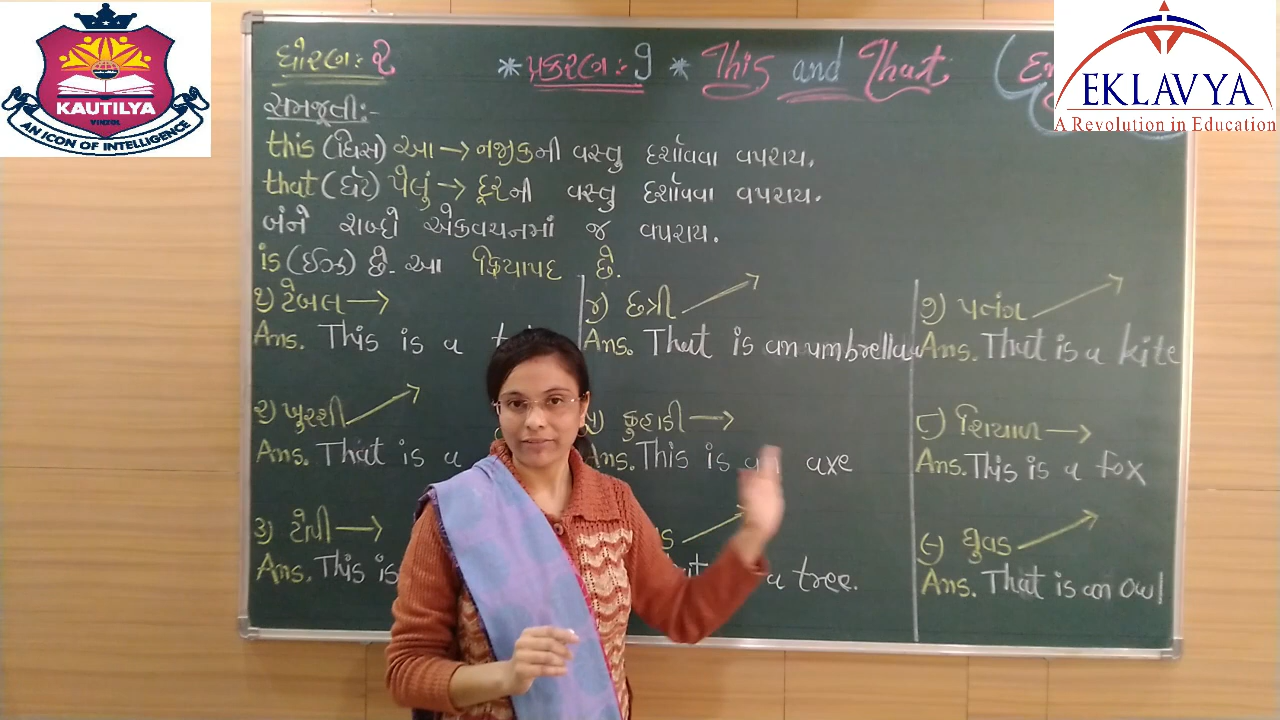 KAUTILYA
VINZOL
AN ICON OF INTELLIGENCE
EKLAVYA
A Revolution in Education
ધોરણ: ૨ * પ્રકરણ: 9 * This and That (En
સમજૂતી:-
this (ધિસ) આ → નજીકની વસ્તુ દર્શાવવા વપરાય.
that (ધૅટ) પેલું → દૂરની વસ્તુ દર્શાવવા વપરાય.
બંને શબ્દો એકવચનમાં જ વપરાય.
is (ઈઝ) છે. આ ક્રિયાપદ છે.
૧) ટેબલ →
Ans. This is a
૨) ખુરશી
Ans. That is a
૩) ટોપી →
Ans. This is
૪) છત્રી
Ans. That is an umbrella
૫) કુહાડી →
Ans. This is an axe
a tree.
૭) પતંગ
Ans. That is a kite
૮) શિયાળ →
Ans. This is a fox
૯) ઘુવડ
Ans. That is an owl